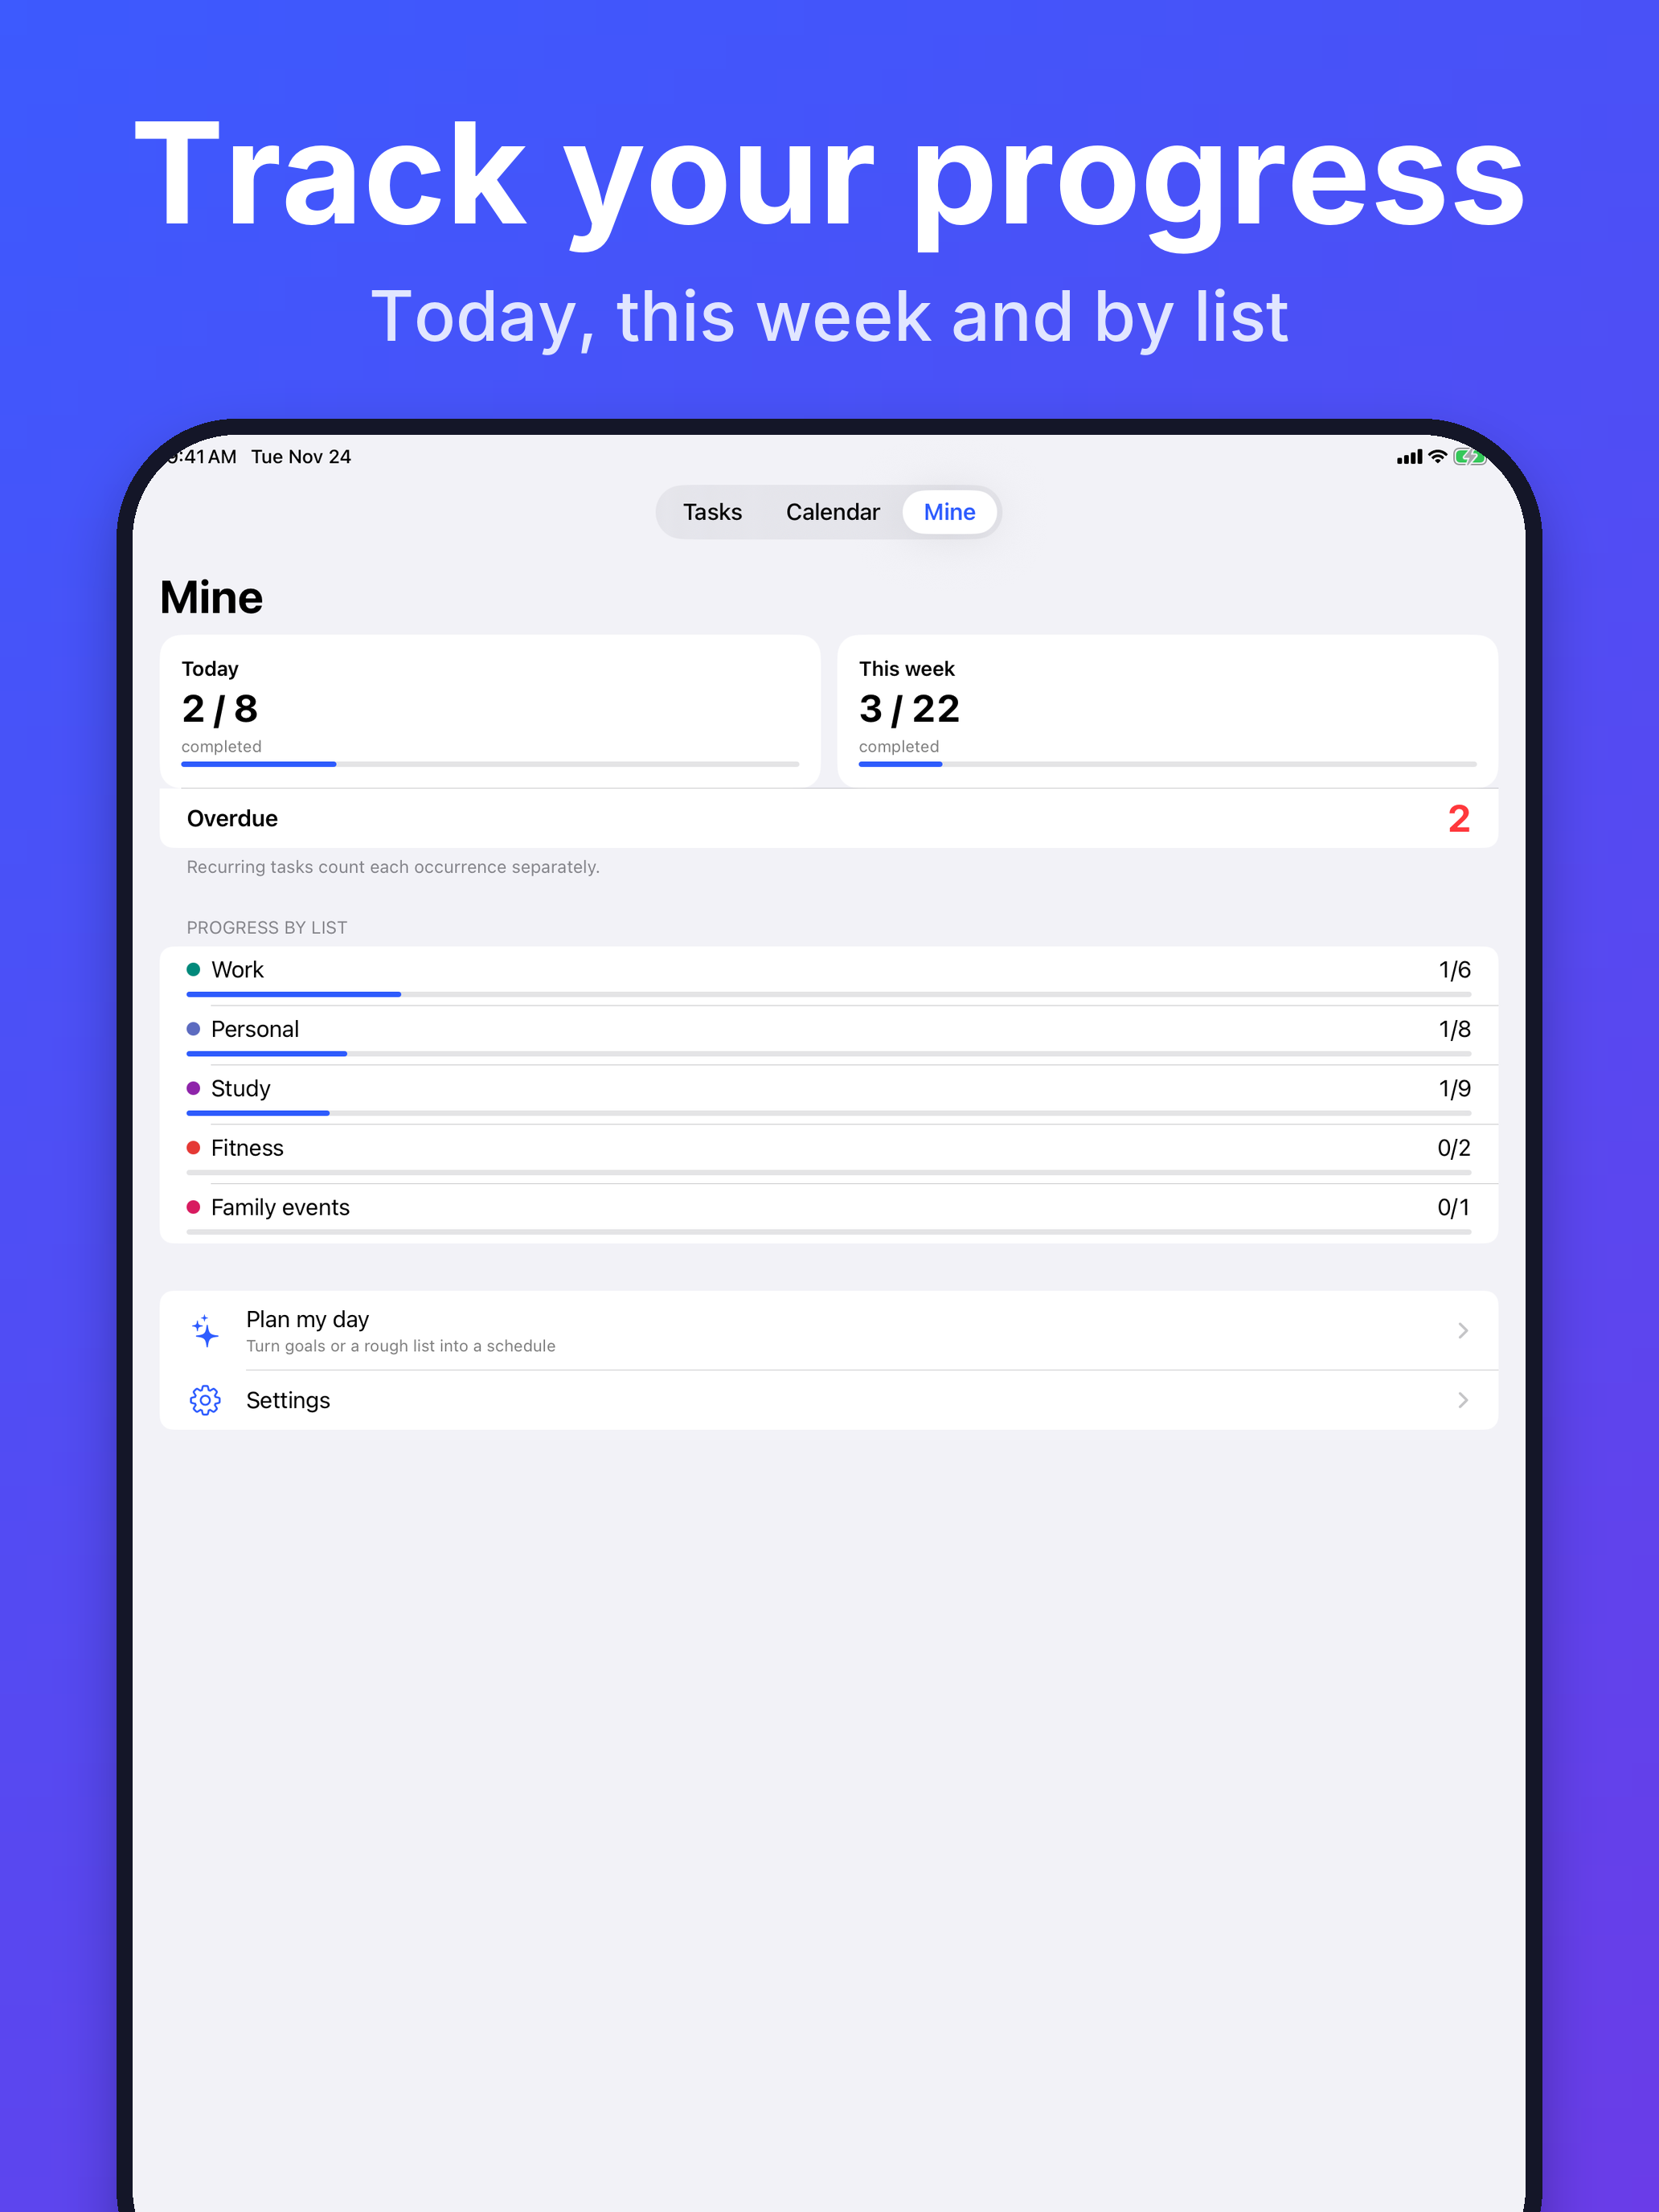 Track your progress
Today, this week and by list
9:41 AM Tue Nov 24
Tasks Calendar Mine
Mine
Today
2 / 8
completed
This week
3 / 22
completed
Overdue 2
Recurring tasks count each occurrence separately.
PROGRESS BY LIST
Work 1/6
Personal 1/8
Study 1/9
Fitness 0/2
Family events 0/1
Plan my day
Turn goals or a rough list into a schedule
Settings